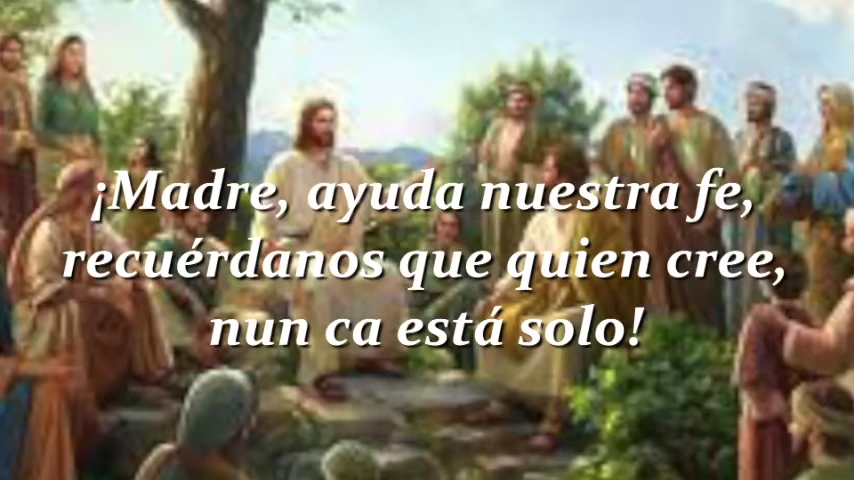 ¡Madre, ayuda nuestra fe,
recuérdanos que quien cree,
nun ca está solo!